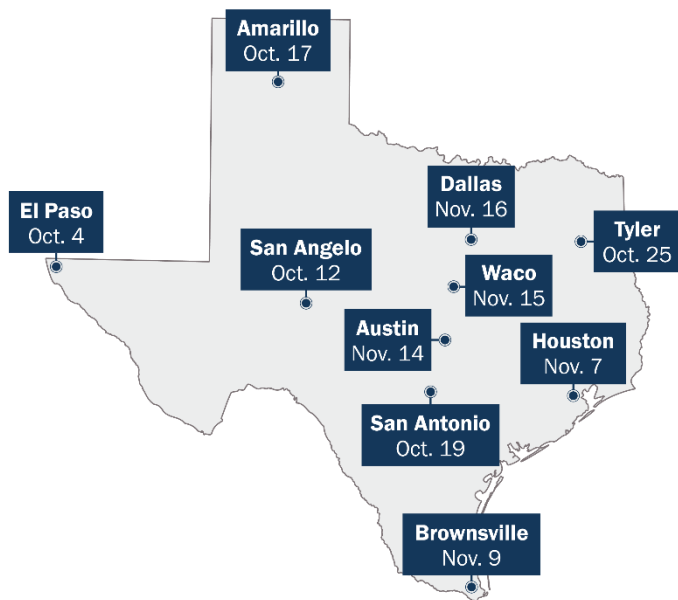 Amarillo
Oct. 17
Dallas
Nov. 16
El Paso
Oct. 4
Tyler
Oct. 25
San Angelo
Oct. 12
Waco
Nov. 15
Austin
Nov. 14
Houston
Nov. 7
San Antonio
Oct. 19
Brownsville
Nov. 9